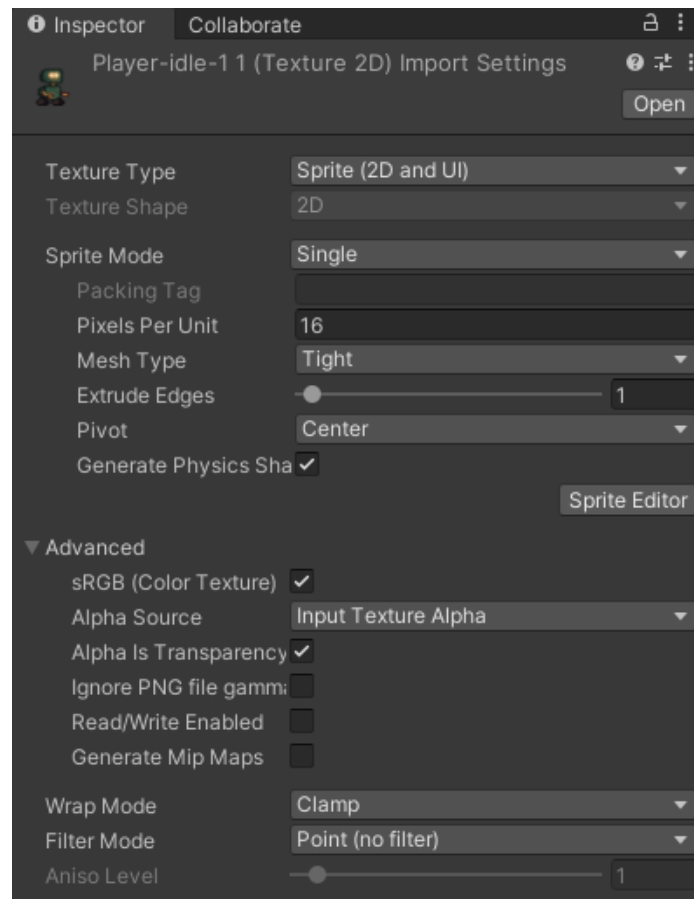 Inspector Collaborate
Player-idle-1 1 (Texture 2D) Import Settings
Open
Texture Type Sprite (2D and UI)
Texture Shape 2D
Sprite Mode Single
Packing Tag
Pixels Per Unit 16
Mesh Type Tight
Extrude Edges 1
Pivot Center
Generate Physics Sha
Sprite Editor
Advanced
sRGB (Color Texture)
Alpha Source Input Texture Alpha
Alpha Is Transparency
Ignore PNG file gamma
Read/Write Enabled
Generate Mip Maps
Wrap Mode Clamp
Filter Mode Point (no filter)
Aniso Level 1